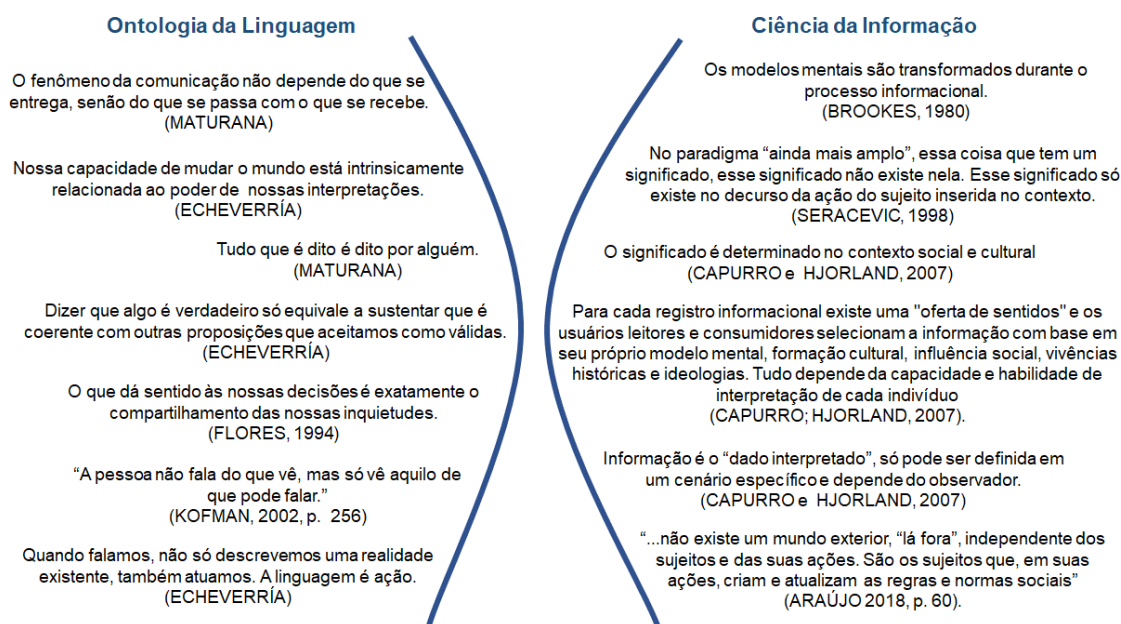 Ontologia da Linguagem
O fenômeno da comunicação não depende do que se
entrega, senão do que se passa com o que se recebe.
(MATURANA)
Nossa capacidade de mudar o mundo está intrinsicamente
relacionada ao poder de nossas interpretações.
(ECHEVERRÍA)
Tudo que é dito é dito por alguém.
(MATURANA)
Dizer que algo é verdadeiro só equivale a sustentar que é
coerente com outras proposições que aceitamos como válidas.
(ECHEVERRÍA)
O que dá sentido às nossas decisões é exatamente o
compartilhamento das nossas inquietudes.
(FLORES, 1994)
“A pessoa não fala do que vê, mas só vê aquilo de
que pode falar.”
(KOFMAN, 2002, p. 256)
Quando falamos, não só descrevemos uma realidade
existente, também atuamos. A linguagem é ação.
(ECHEVERRÍA)
Ciência da Informação
Os modelos mentais são transformados durante o
processo informacional.
(BROOKES, 1980)
No paradigma “ainda mais amplo”, essa coisa que tem um
significado, esse significado não existe nela. Esse significado só
existe no decurso da ação do sujeito inserida no contexto.
(SERACEVIC, 1998)
O significado é determinado no contexto social e cultural
(CAPURRO e HJORLAND, 2007)
Para cada registro informacional existe uma "oferta de sentidos" e os
usuários leitores e consumidores selecionam a informação com base em
seu próprio modelo mental, formação cultural, influência social, vivências
históricas e ideologias. Tudo depende da capacidade e habilidade de
interpretação de cada indivíduo
(CAPURRO; HJORLAND, 2007).
Informação é o “dado interpretado”, só pode ser definida em
um cenário específico e depende do observador.
(CAPURRO e HJORLAND, 2007)
“...não existe um mundo exterior, “lá fora”, independente dos
sujeitos e das suas ações. São os sujeitos que, em suas
ações, criam e atualizam as regras e normas sociais”
(ARAÚJO 2018, p. 60).